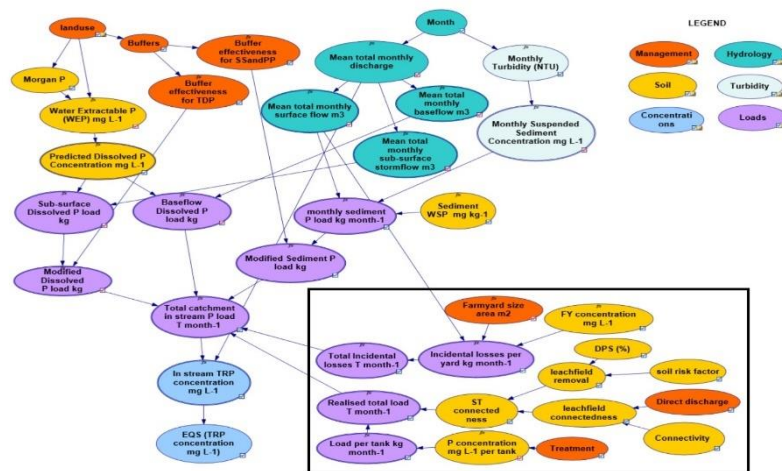 landuse
Buffers
Buffer
effectiveness
for SSandPP
Month
LEGEND
Management
Hydrology
Soil
Turbidity
Concentrati
ons
Loads
Morgan P
Buffer
effectiveness
for TDP
Mean total monthly
discharge
Monthly
Turbidity (NTU)
Water Extractable P
(WEP) mg L-1
Mean total monthly
surface flow m3
Mean total
monthly
baseflow m3
Monthly Suspended
Sediment
Concentration mg L-1
Predicted Dissolved P
Concentration mg L-1
Mean total
monthly
sub-surface
stormflow m3
Sub-surface
Dissolved P load
kg
Baseflow
Dissolved P
load kg
monthly sediment
P load kg month-1
Sediment
WSP mg kg-1
Modified
Dissolved
P load kg
Modified Sediment P
load kg
Total catchment
in stream P load
T month-1
Farmyard size
area m2
FY concentration
mg L-1
In stream TRP
concentration
mg L-1
Total Incidental
losses T month-1
Incidental losses per
yard kg month-1
DPS (%)
leachfield
removal
soil risk factor
Realised total load
T month-1
ST
connected
ness
leachfield
connectedness
Direct discharge
EQS (TRP
concentration
mg L-1)
Load per tank kg
month-1
P concentration
mg L-1 per tank
Treatment
Connectivity